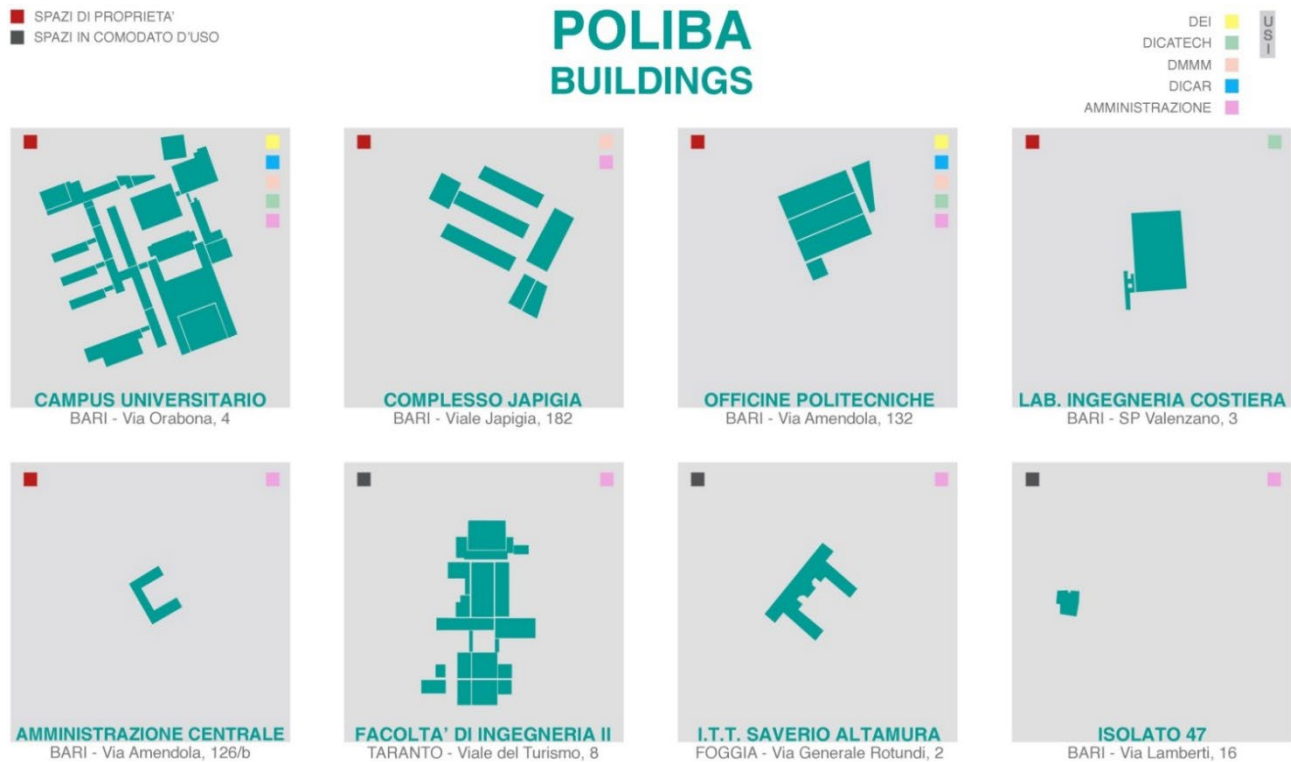 SPAZI DI PROPRIETA'
SPAZI IN COMODATO D'USO
POLIBA
BUILDINGS
DEI
DICATECH
DMMM
DICAR
AMMINISTRAZIONE
USI
CAMPUS UNIVERSITARIO
BARI - Via Orabona, 4
COMPLESSO JAPIGIA
BARI - Viale Japigia, 182
OFFICINE POLITECNICHE
BARI - Via Amendola, 132
LAB. INGEGNERIA COSTIERA
BARI - SP Valenzano, 3
AMMINISTRAZIONE CENTRALE
BARI - Via Amendola, 126/b
FACOLTA' DI INGEGNERIA II
TARANTO - Viale del Turismo, 8
I.T.T. SAVERIO ALTAMURA
FOGGIA - Via Generale Rotundi, 2
ISOLATO 47
BARI - Via Lamberti, 16